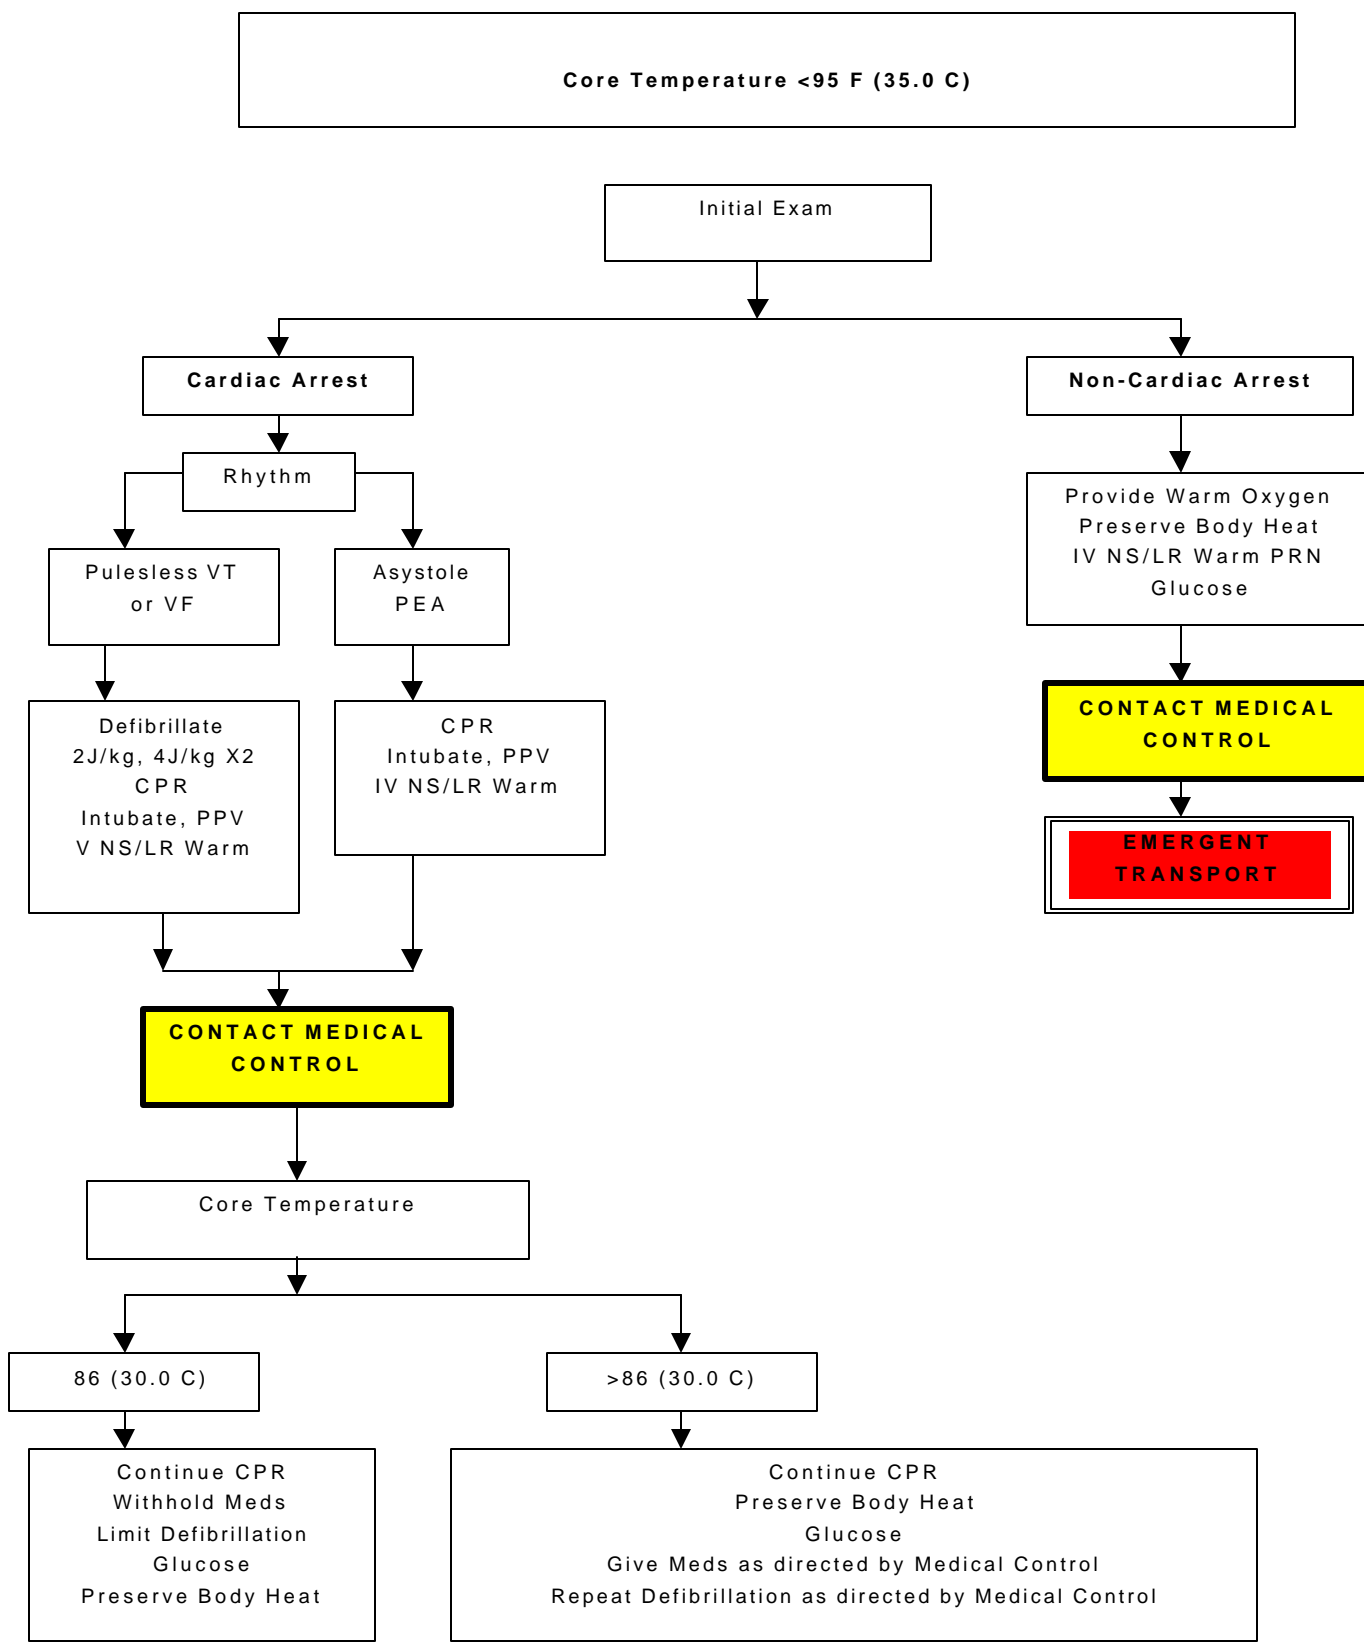 Core Temperature <95 F (35.0 C)
Initial Exam
Cardiac Arrest
Non-Cardiac Arrest
Rhythm
Provide Warm Oxygen
Preserve Body Heat
IV NS/LR Warm PRN
Glucose
Pulesless VT
or VF
Asystole
PEA
CONTACT MEDICAL
CONTROL
Defibrillate
2J/kg, 4J/kg X2
CPR
Intubate, PPV
V NS/LR Warm
CPR
Intubate, PPV
IV NS/LR Warm
EMERGENT
TRANSPORT
CONTACT MEDICAL
CONTROL
Core Temperature
86 (30.0 C)
>86 (30.0 C)
Continue CPR
Withhold Meds
Limit Defibrillation
Glucose
Preserve Body Heat
Continue CPR
Preserve Body Heat
Glucose
Give Meds as directed by Medical Control
Repeat Defibrillation as directed by Medical Control